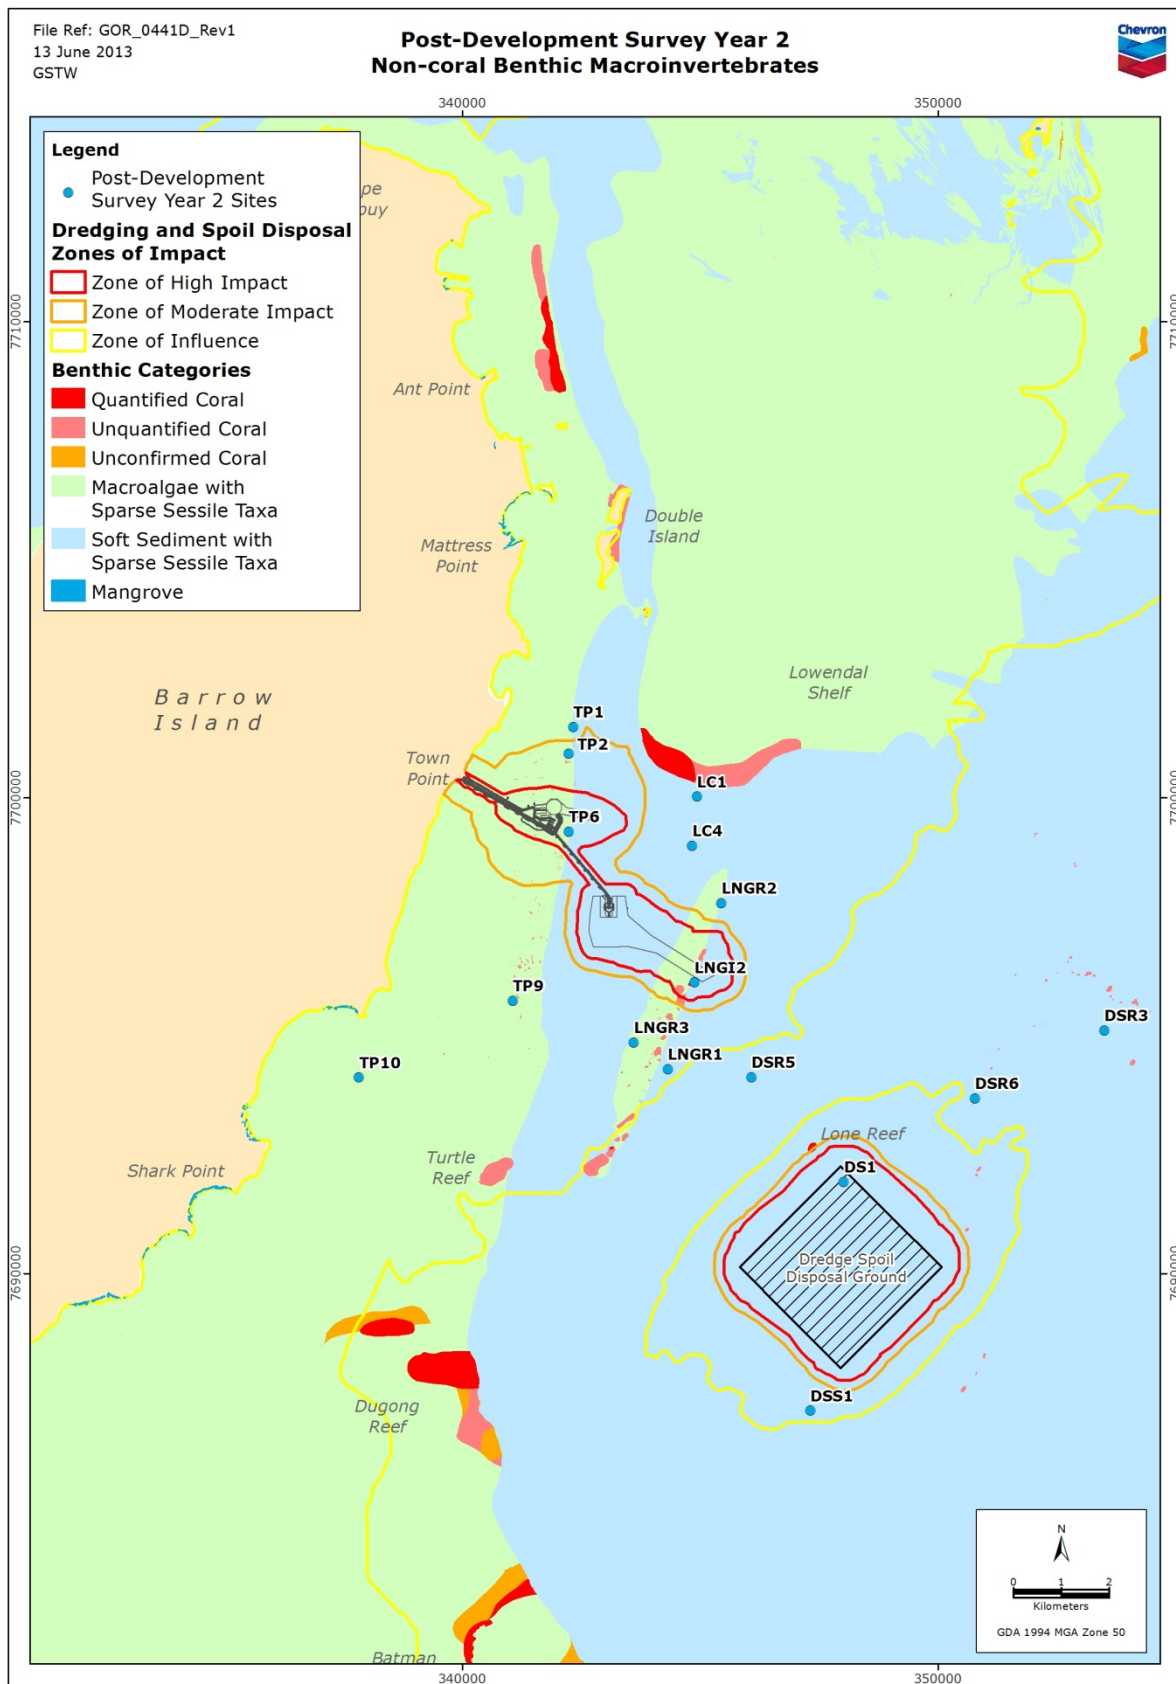 File Ref: GOR_0441D_Rev1
13 June 2013
GSTW
Post-Development Survey Year 2
Non-coral Benthic Macroinvertebrates
Chevron
340000
350000
Legend
Post-Development
Survey Year 2 Sites
Dredging and Spoil Disposal
Zones of Impact
Zone of High Impact
Zone of Moderate Impact
Zone of Influence
Benthic Categories
Quantified Coral
Unquantified Coral
Unconfirmed Coral
Macroalgae with
Sparse Sessile Taxa
Soft Sediment with
Sparse Sessile Taxa
Mangrove
pe
ouy
7710000
7710000
Ant Point
Double
Island
Mattress
Point
Lowendal
Shelf
Barrow
Island
TP1
TP2
Town
Point
LC1
7700000
7700000
TP6
LC4
LNGR2
LNGI2
TP9
DSR3
LNGR3
LNGR1
DSR5
TP10
DSR6
Lone Reef
Turtle
Reef
Shark Point
DS1
Dredge Spoil
Disposal Ground
7690000
7690000
Dugong
Reef
DSS1
N
0 1 2
Kilometers
GDA 1994 MGA Zone 50
Batman
340000
350000